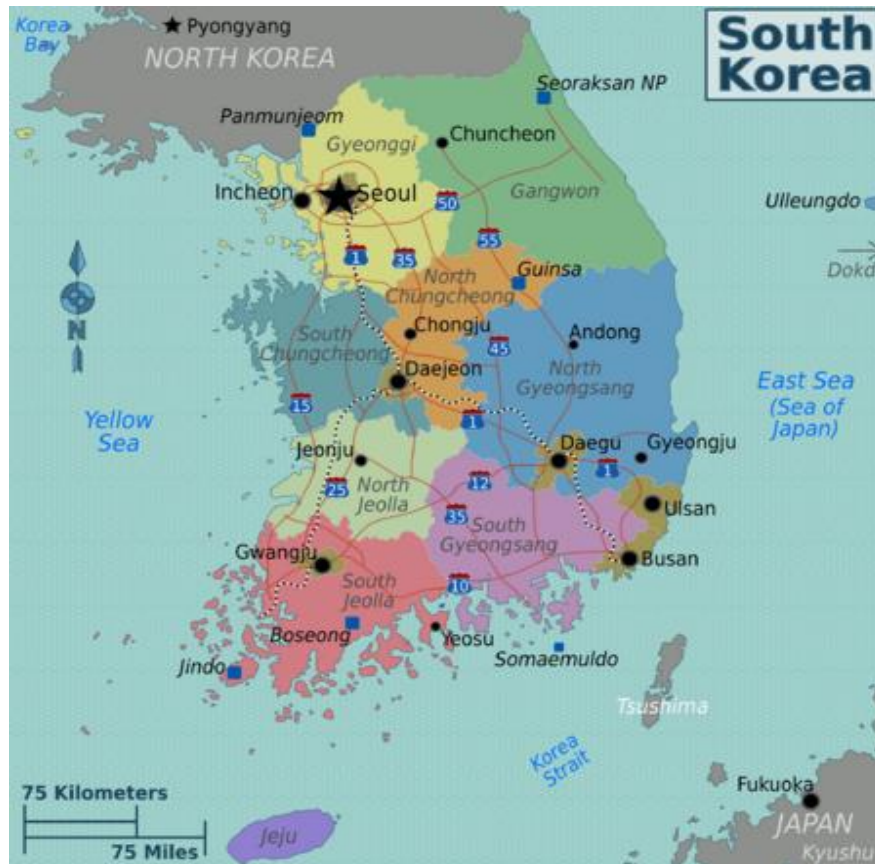 Korea
Bay
Pyongyang
NORTH KOREA
South
Korea
Seoraksan NP
Panmunjeom
Gyeonggi
Chuncheon
Incheon
Seoul
50
Gangwon
Ulleungdo
55
1
35
North
Chungcheong
Guinsa
Dokd
South
Chungcheong
Chongju
45
Andong
Daejeon
North
Gyeongsang
East Sea
(Sea of
Japan)
Yellow
Sea
15
1
Jeonju
Daegu
Gyeongju
1
25
North
Jeolla
12
35
South
Gyeongsang
Ulsan
Gwangju
Busan
South
Jeolla
10
Boseong
Yeosu
Jindo
Somaemuldo
Tsushima
Korea
Strait
N
75 Kilometers
75 Miles
Jeju
Fukuoka
JAPAN
Kyushu